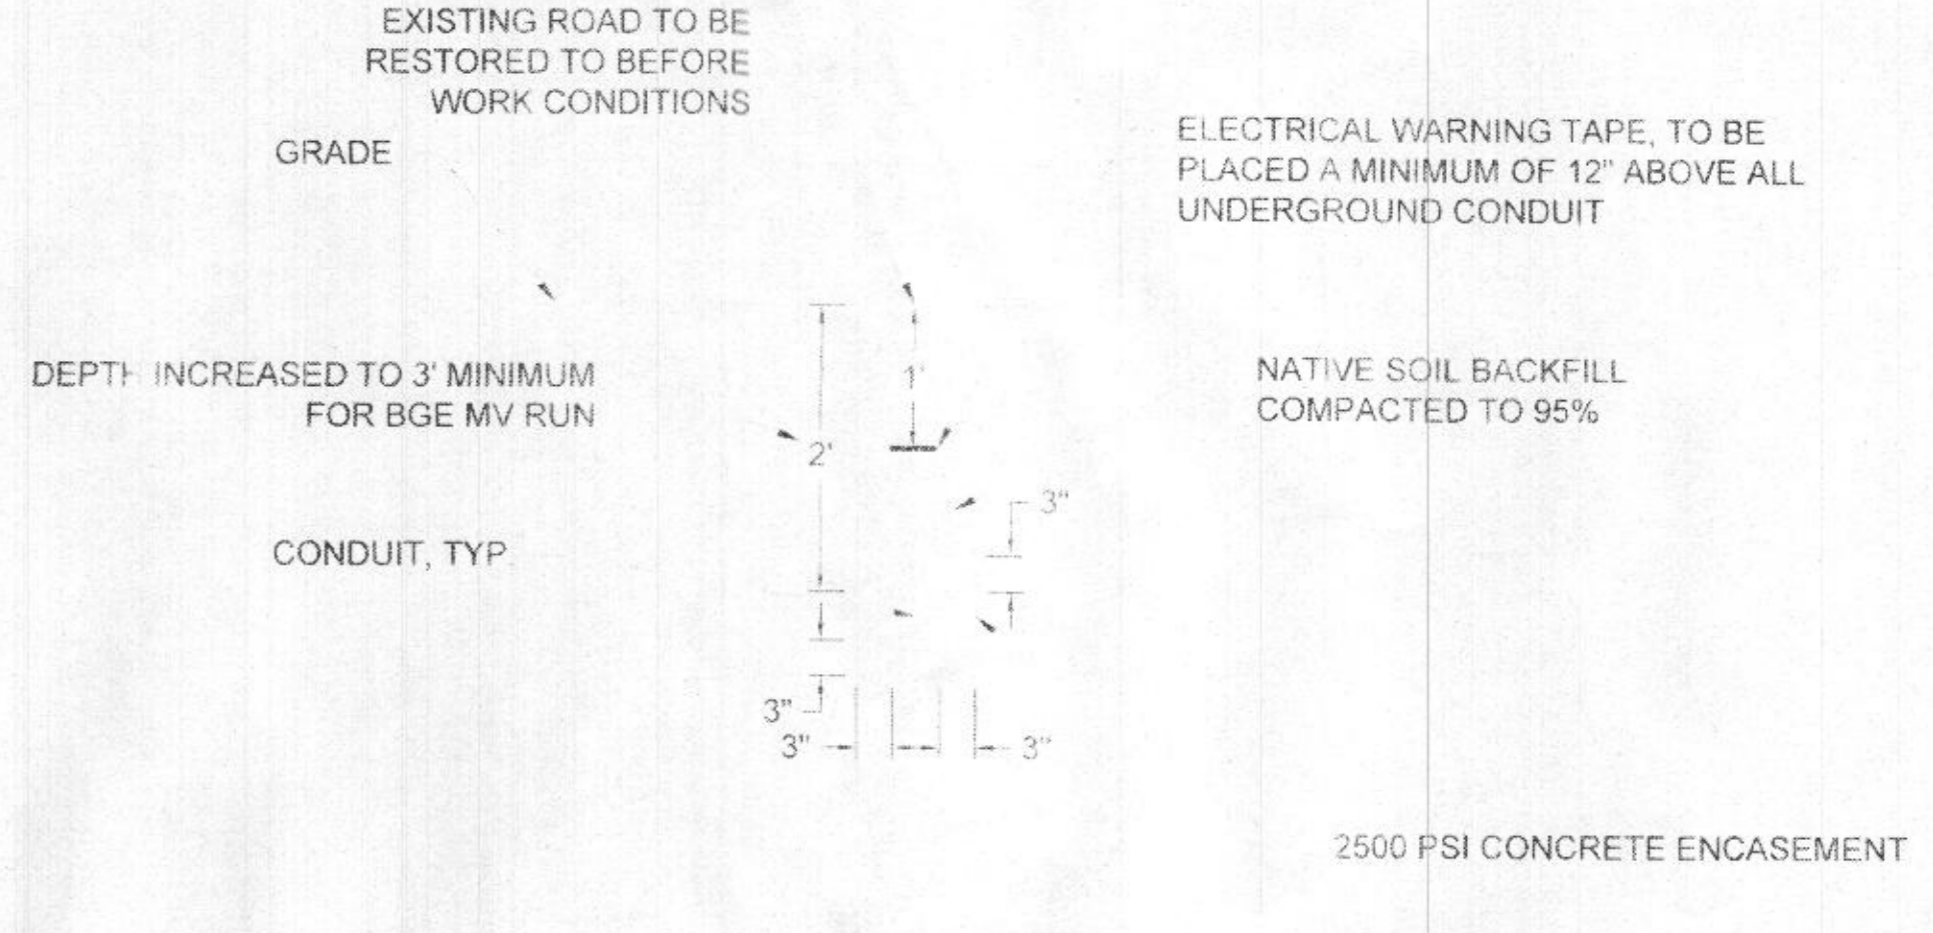 EXISTING ROAD TO BE
RESTORED TO BEFORE
WORK CONDITIONS
GRADE
ELECTRICAL WARNING TAPE, TO BE
PLACED A MINIMUM OF 12" ABOVE ALL
UNDERGROUND CONDUIT
DEPTH INCREASED TO 3' MINIMUM
FOR BGE MV RUN
1'
NATIVE SOIL BACKFILL
COMPACTED TO 95%
2'
3"
CONDUIT, TYP.
3"
3"
3"
2500 PSI CONCRETE ENCASEMENT